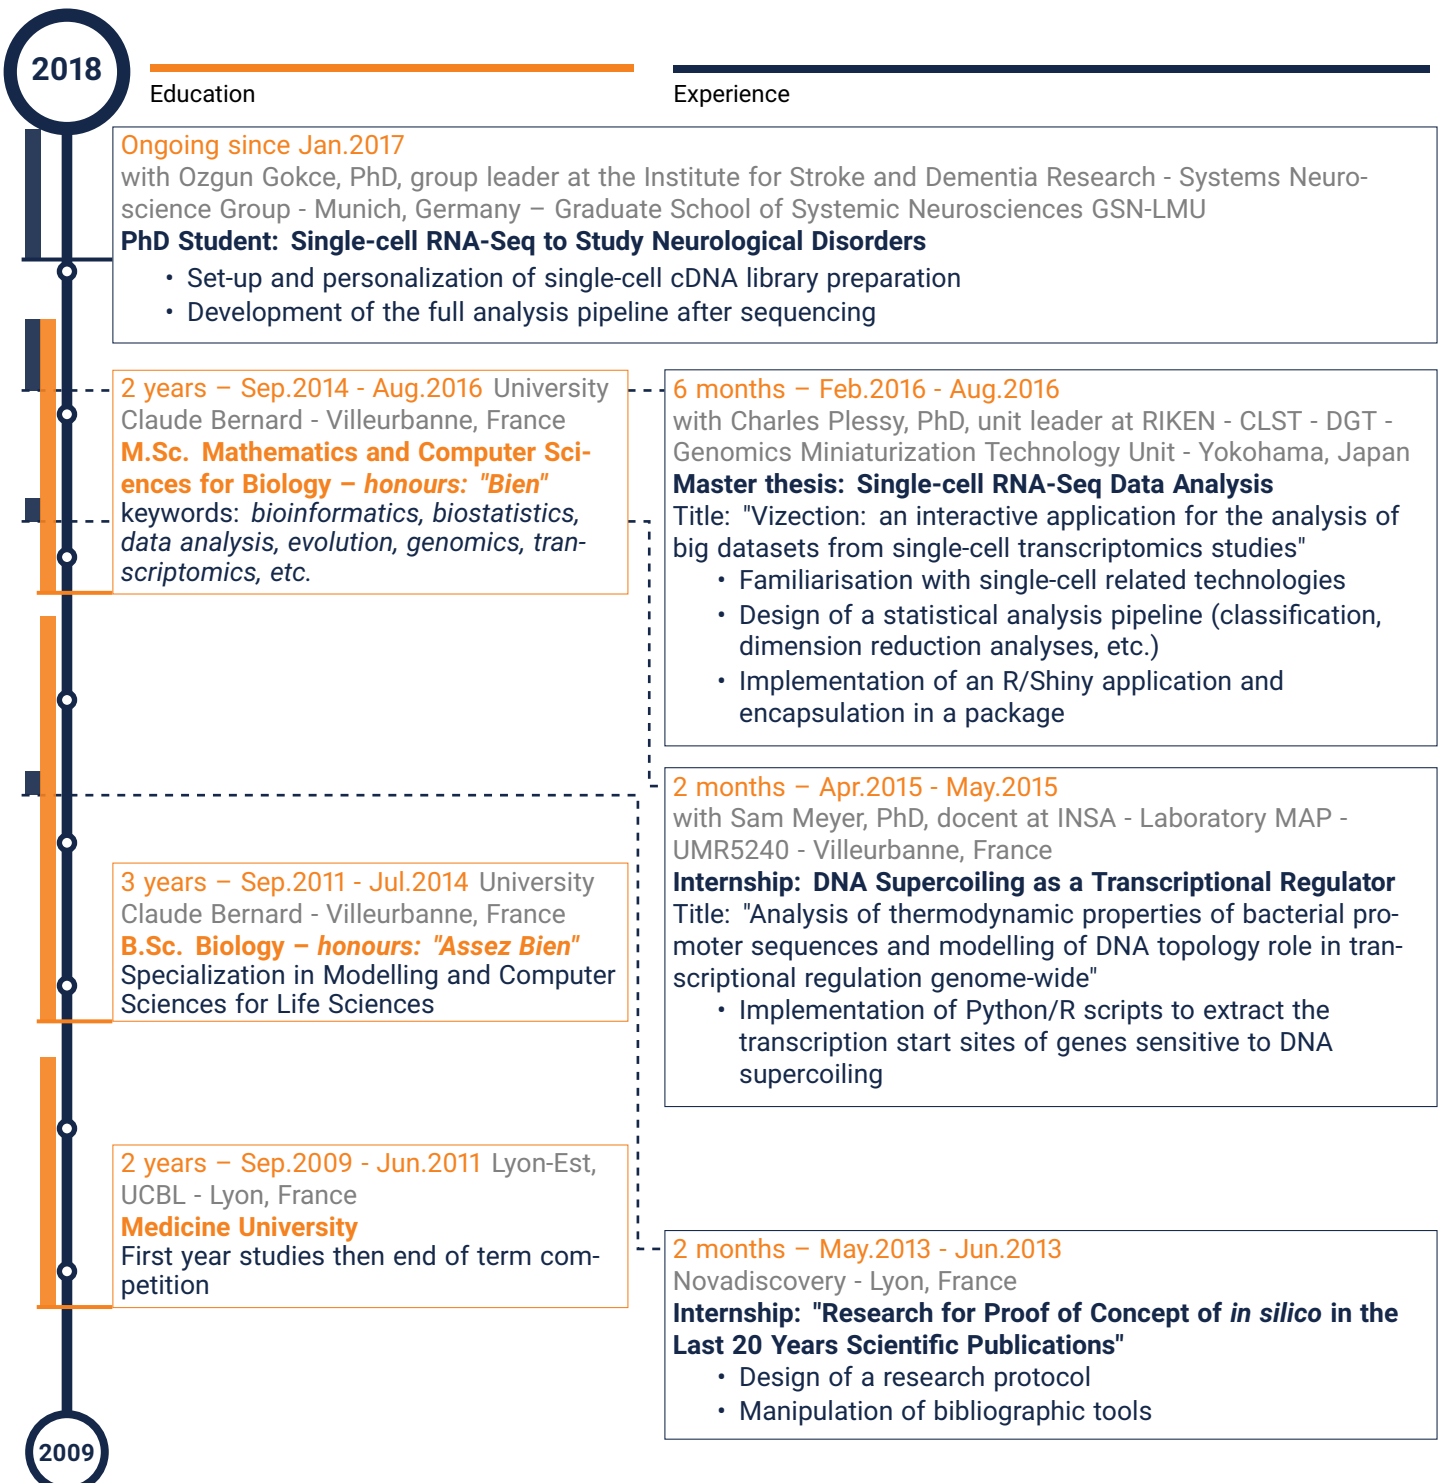 2018
Education
Experience
Ongoing since Jan.2017
with Ozgun Gokce, PhD, group leader at the Institute for Stroke and Dementia Research - Systems Neuro-
science Group - Munich, Germany – Graduate School of Systemic Neurosciences GSN-LMU
PhD Student: Single-cell RNA-Seq to Study Neurological Disorders
• Set-up and personalization of single-cell cDNA library preparation
• Development of the full analysis pipeline after sequencing
2 years – Sep.2014 - Aug.2016 University
Claude Bernard - Villeurbanne, France
M.Sc. Mathematics and Computer Sci-
ences for Biology – honours: "Bien"
keywords: bioinformatics, biostatistics,
data analysis, evolution, genomics, tran-
scriptomics, etc.
6 months – Feb.2016 - Aug.2016
with Charles Plessy, PhD, unit leader at RIKEN - CLST - DGT -
Genomics Miniaturization Technology Unit - Yokohama, Japan
Master thesis: Single-cell RNA-Seq Data Analysis
Title: "Vizection: an interactive application for the analysis of
big datasets from single-cell transcriptomics studies"
• Familiarisation with single-cell related technologies
• Design of a statistical analysis pipeline (classification,
dimension reduction analyses, etc.)
• Implementation of an R/Shiny application and
encapsulation in a package
2 months – Apr.2015 - May.2015
with Sam Meyer, PhD, docent at INSA - Laboratory MAP -
UMR5240 - Villeurbanne, France
Internship: DNA Supercoiling as a Transcriptional Regulator
Title: "Analysis of thermodynamic properties of bacterial pro-
moter sequences and modelling of DNA topology role in tran-
scriptional regulation genome-wide"
• Implementation of Python/R scripts to extract the
transcription start sites of genes sensitive to DNA
supercoiling
3 years – Sep.2011 - Jul.2014 University
Claude Bernard - Villeurbanne, France
B.Sc. Biology – honours: "Assez Bien"
Specialization in Modelling and Computer
Sciences for Life Sciences
2 years – Sep.2009 - Jun.2011 Lyon-Est,
UCBL - Lyon, France
Medicine University
First year studies then end of term com-
petition
2 months – May.2013 - Jun.2013
Novadiscovery - Lyon, France
Internship: "Research for Proof of Concept of in silico in the
Last 20 Years Scientific Publications"
• Design of a research protocol
• Manipulation of bibliographic tools
2009